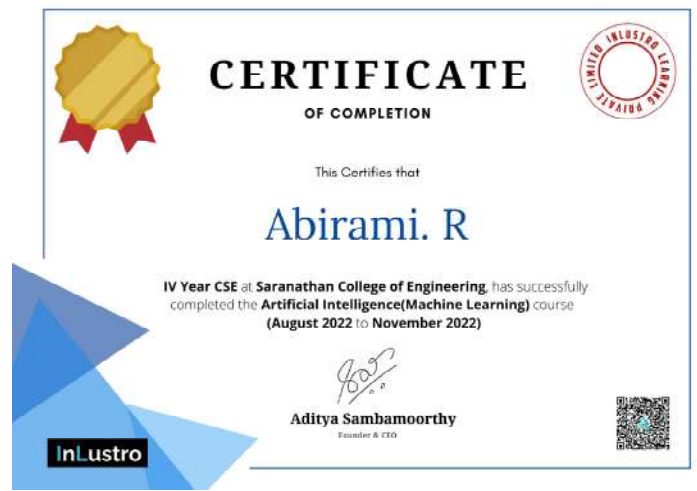 CERTIFICATE
OF COMPLETION
INLUSTRO LEARNING PRIVATE LIMITED
This Certifies that
Abirami. R
IV Year CSE at Saranathan College of Engineering, has successfully
completed the Artificial Intelligence(Machine Learning) course
(August 2022 to November 2022)
Aditya Sambamoorthy
Founder & CEO
InLustro